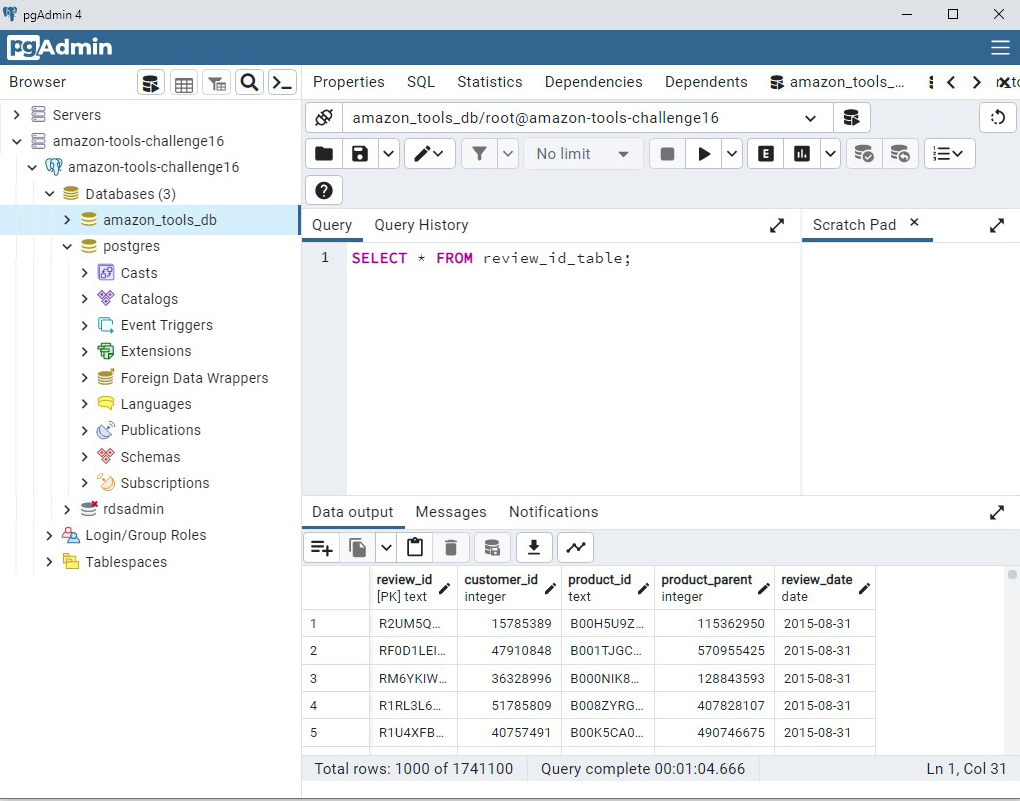 pgAdmin 4
pgAdmin
Browser
Properties SQL Statistics Dependencies Dependents amazon_tools_...
Servers
amazon-tools-challenge16
amazon-tools-challenge16
Databases (3)
amazon_tools_db
postgres
Casts
Catalogs
Event Triggers
Extensions
Foreign Data Wrappers
Languages
Publications
Schemas
Subscriptions
rdsadmin
Login/Group Roles
Tablespaces
amazon_tools_db/root@amazon-tools-challenge16
No limit
E
Query Query History
Scratch Pad
1 SELECT * FROM review_id_table;
Data output Messages Notifications
review_id customer_id product_id product_parent review_date
[PK] text integer text integer date
1 R2UM5Q... 15785389 B00H5U9Z... 115362950 2015-08-31
2 RF0D1LEI... 47910848 B001TJGC... 570955425 2015-08-31
3 RM6YKIW... 36328996 B000NIK8... 128843593 2015-08-31
4 R1RL3L6... 51785809 B008ZYRG... 407828107 2015-08-31
5 R1U4XFB... 40757491 B00K5CA0... 490746675 2015-08-31
Total rows: 1000 of 1741100 Query complete 00:01:04.666 Ln 1, Col 31